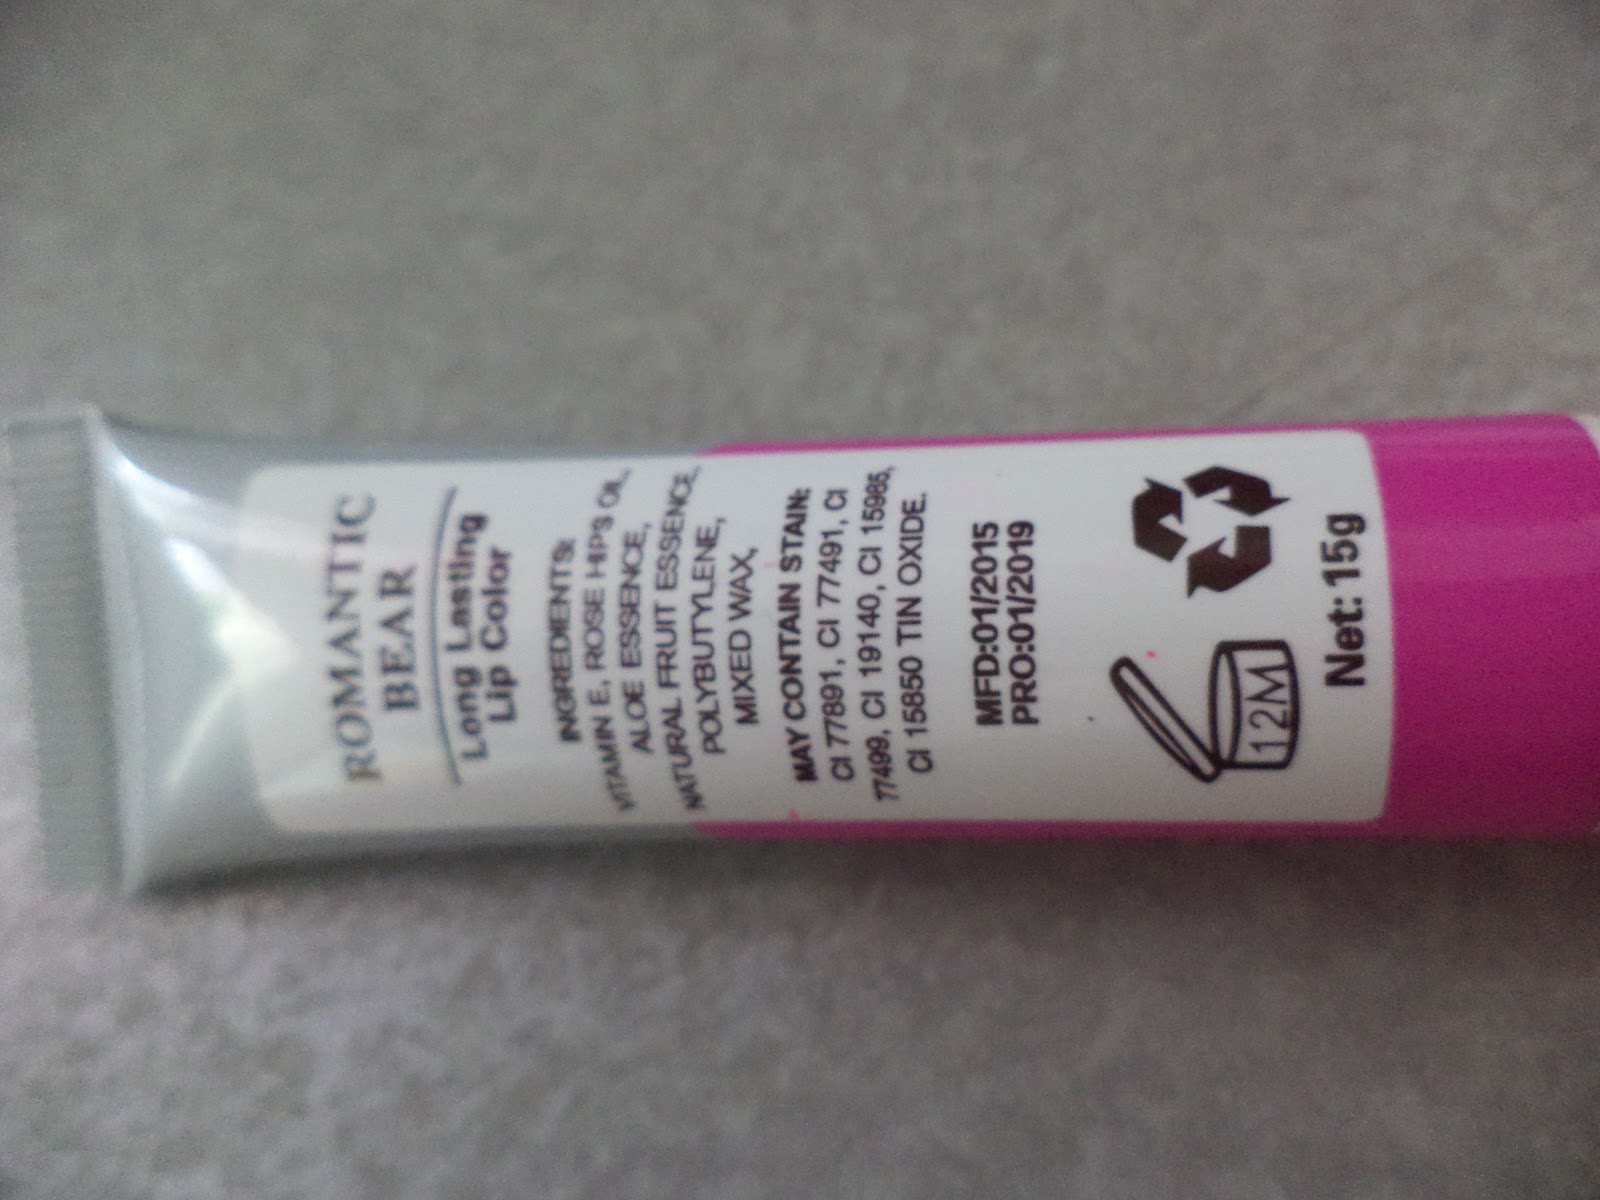 ROMANTIC
BEAR
Long Lasting
Lip Color
INGREDIENTS:
VITAMIN E, ROSE HIPS OIL,
ALOE ESSENCE,
NATURAL FRUIT ESSENCE,
POLYBUTYLENE,
MIXED WAX,
MAY CONTAIN STAIN:
CI 77891, CI 77491, CI
77499, CI 19140, CI 15985,
CI 15850 TIN OXIDE.
MFD:01/2015
PRO:01/2019
12M
Net: 15g